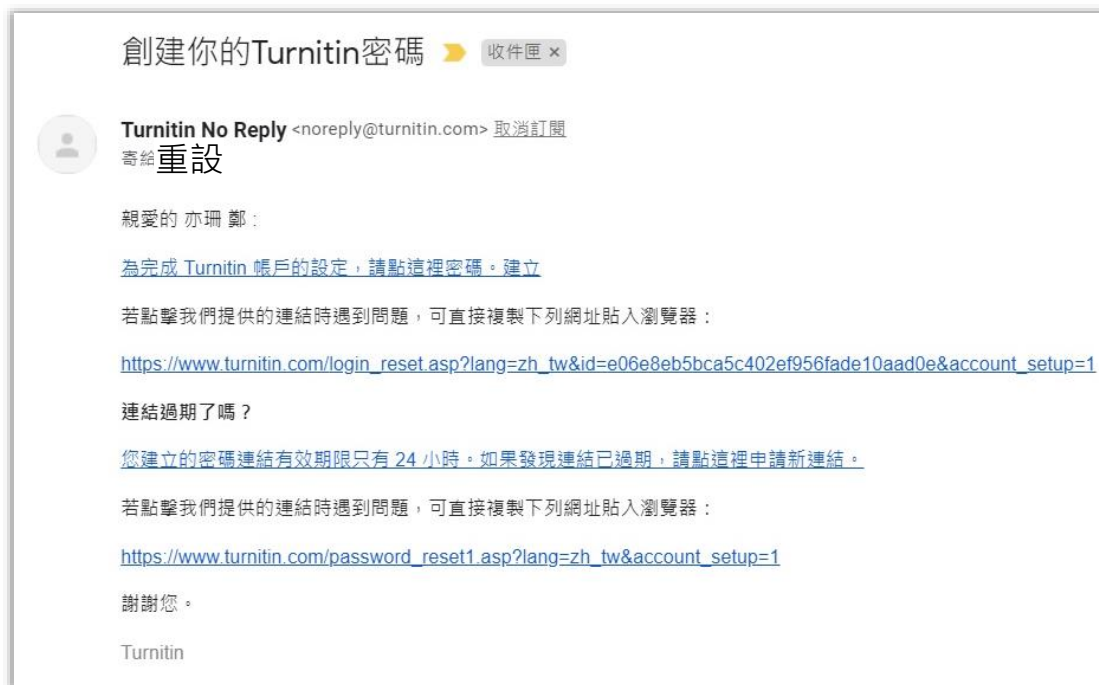 創建你的Turnitin密碼 收件匣 ×
Turnitin No Reply <noreply@turnitin.com> 取消訂閱
寄給 重設
親愛的 亦珊 鄭：
為完成 Turnitin 帳戶的設定，請點這裡密碼。建立
若點擊我們提供的連結時遇到問題，可直接複製下列網址貼入瀏覽器：
https://www.turnitin.com/login_reset.asp?lang=zh_tw&id=e06e8eb5bca5c402ef956fade10aad0e&account_setup=1
連結過期了嗎？
您建立的密碼連結有效期限只有 24 小時。如果發現連結已過期，請點這裡申請新連結。
若點擊我們提供的連結時遇到問題，可直接複製下列網址貼入瀏覽器：
https://www.turnitin.com/password_reset1.asp?lang=zh_tw&account_setup=1
謝謝您。
Turnitin